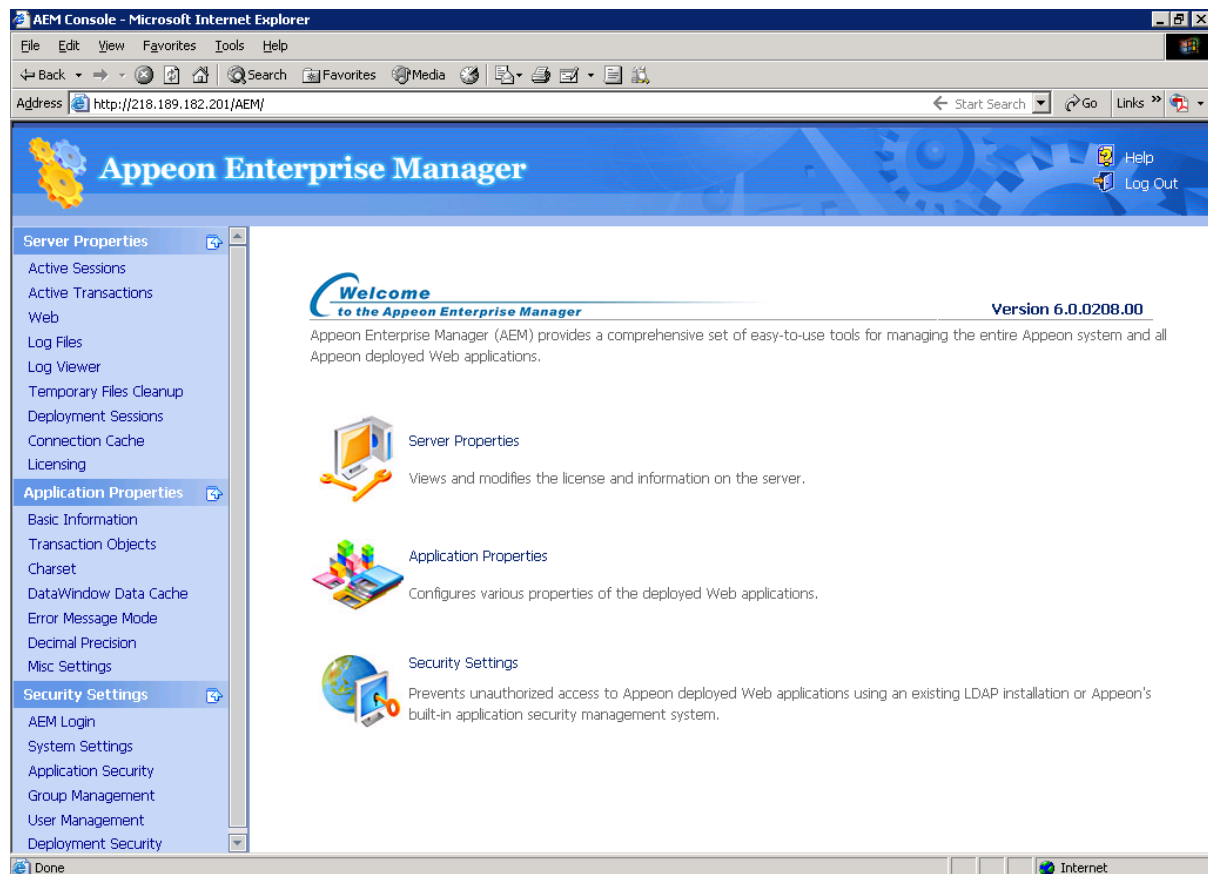 AEM Console - Microsoft Internet Explorer
File Edit View Favorites Tools Help
Back Search Favorites Media
Address http://218.189.182.201/AEM/ Start Search Go Links »
Appeon Enterprise Manager
Help
Log Out
Server Properties
Active Sessions
Active Transactions
Web
Log Files
Log Viewer
Temporary Files Cleanup
Deployment Sessions
Connection Cache
Licensing
Application Properties
Basic Information
Transaction Objects
Charset
DataWindow Data Cache
Error Message Mode
Decimal Precision
Misc Settings
Security Settings
AEM Login
System Settings
Application Security
Group Management
User Management
Deployment Security
Welcome
to the Appeon Enterprise Manager
Version 6.0.0208.00
Appeon Enterprise Manager (AEM) provides a comprehensive set of easy-to-use tools for managing the entire Appeon system and all
Appeon deployed Web applications.
Server Properties
Views and modifies the license and information on the server.
Application Properties
Configures various properties of the deployed Web applications.
Security Settings
Prevents unauthorized access to Appeon deployed Web applications using an existing LDAP installation or Appeon's
built-in application security management system.
Done Internet